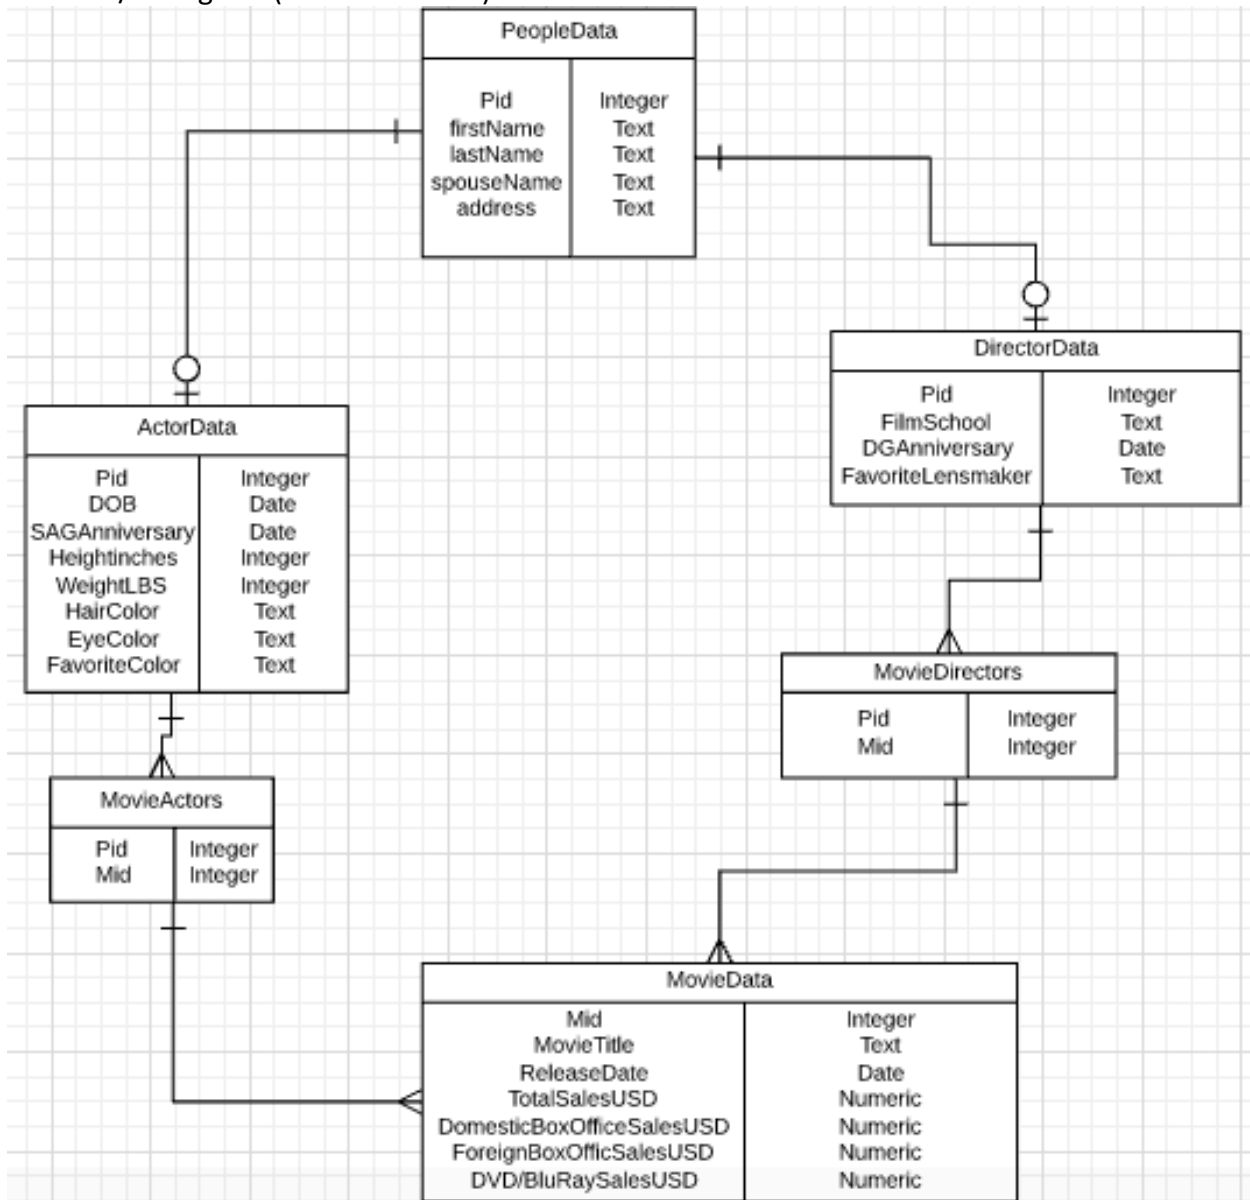 PeopleData
Pid Integer
firstName Text
lastName Text
spouseName Text
address Text
DirectorData
Pid Integer
FilmSchool Text
DGAnniversary Date
FavoriteLensmaker Text
ActorData
Pid Integer
DOB Date
SAGAnniversary Date
Heightinches Integer
WeightLBS Integer
HairColor Text
EyeColor Text
FavoriteColor Text
MovieDirectors
Pid Integer
Mid Integer
MovieActors
Pid Integer
Mid Integer
MovieData
Mid Integer
MovieTitle Text
ReleaseDate Date
TotalSalesUSD Numeric
DomesticBoxOfficeSalesUSD Numeric
ForeignBoxOfficSalesUSD Numeric
DVD/BluRaySalesUSD Numeric